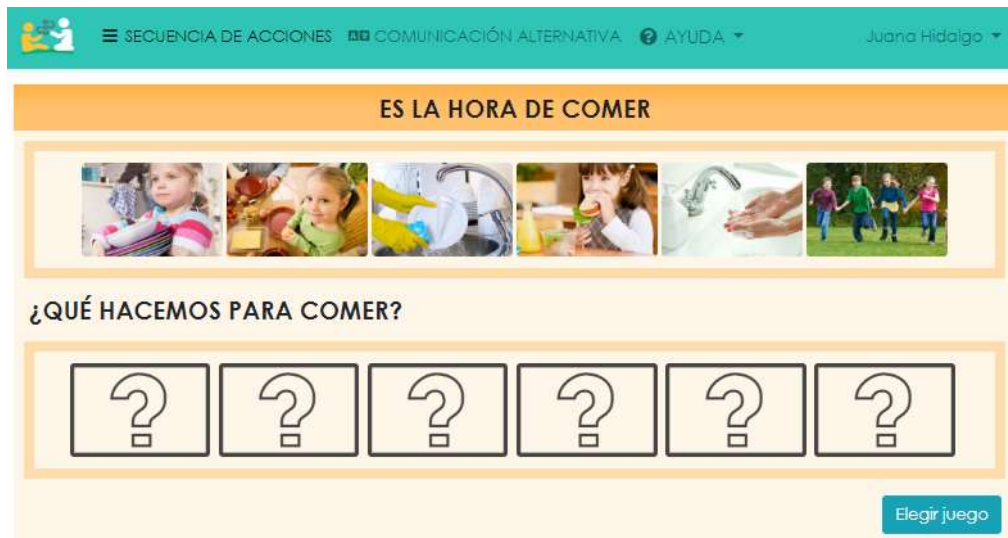 SECUENCIA DE ACCIONES COMUNICACIÓN ALTERNATIVA AYUDA Juana Hidalgo
ES LA HORA DE COMER
¿QUÉ HACEMOS PARA COMER?
? ? ? ? ? ?
Elegir juego